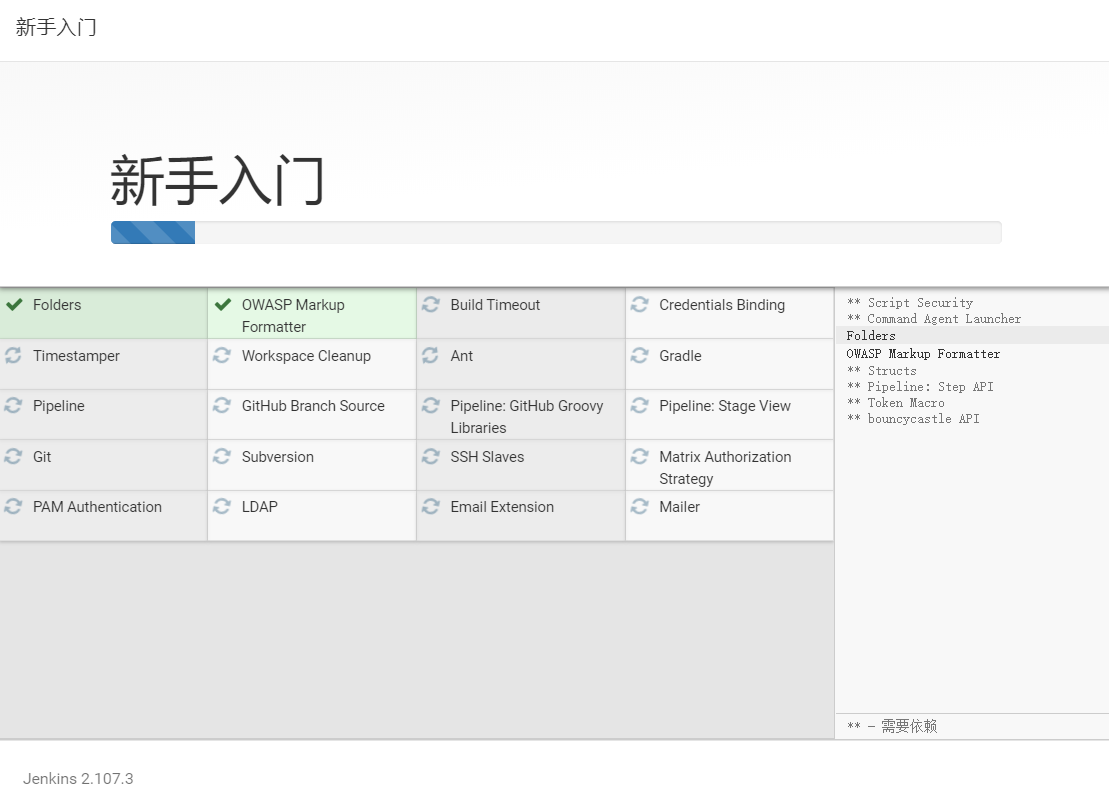 新手入门
新手入门
Folders
OWASP Markup
Formatter
Build Timeout
Credentials Binding
Timestamper
Workspace Cleanup
Ant
Gradle
Pipeline
GitHub Branch Source
Pipeline: GitHub Groovy
Libraries
Pipeline: Stage View
Git
Subversion
SSH Slaves
Matrix Authorization
Strategy
PAM Authentication
LDAP
Email Extension
Mailer
** Script Security
** Command Agent Launcher
Folders
OWASP Markup Formatter
** Structs
** Pipeline: Step API
** Token Macro
** bouncycastle API
** - 需要依赖
Jenkins 2.107.3